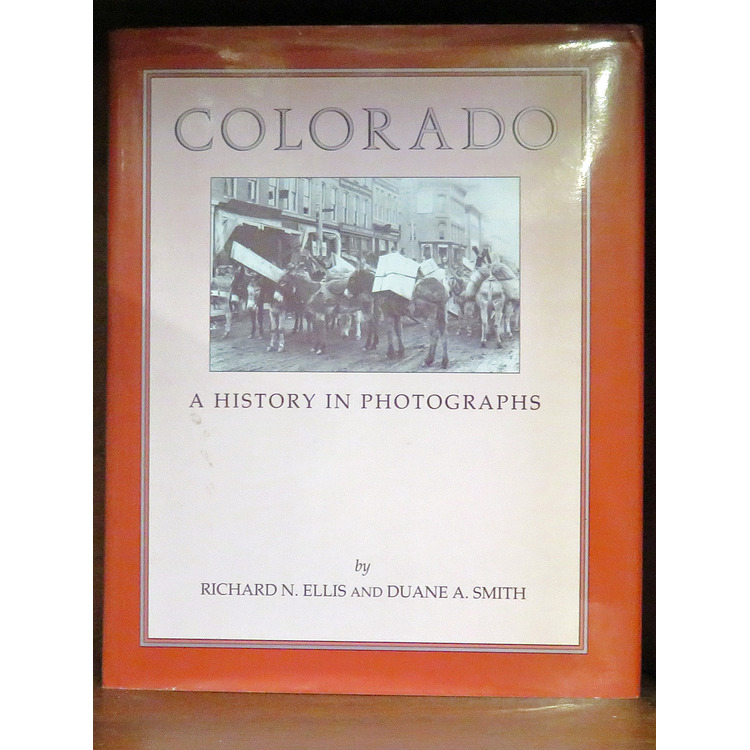 COLORADO
A HISTORY IN PHOTOGRAPHS
by
RICHARD N. ELLIS AND DUANE A. SMITH